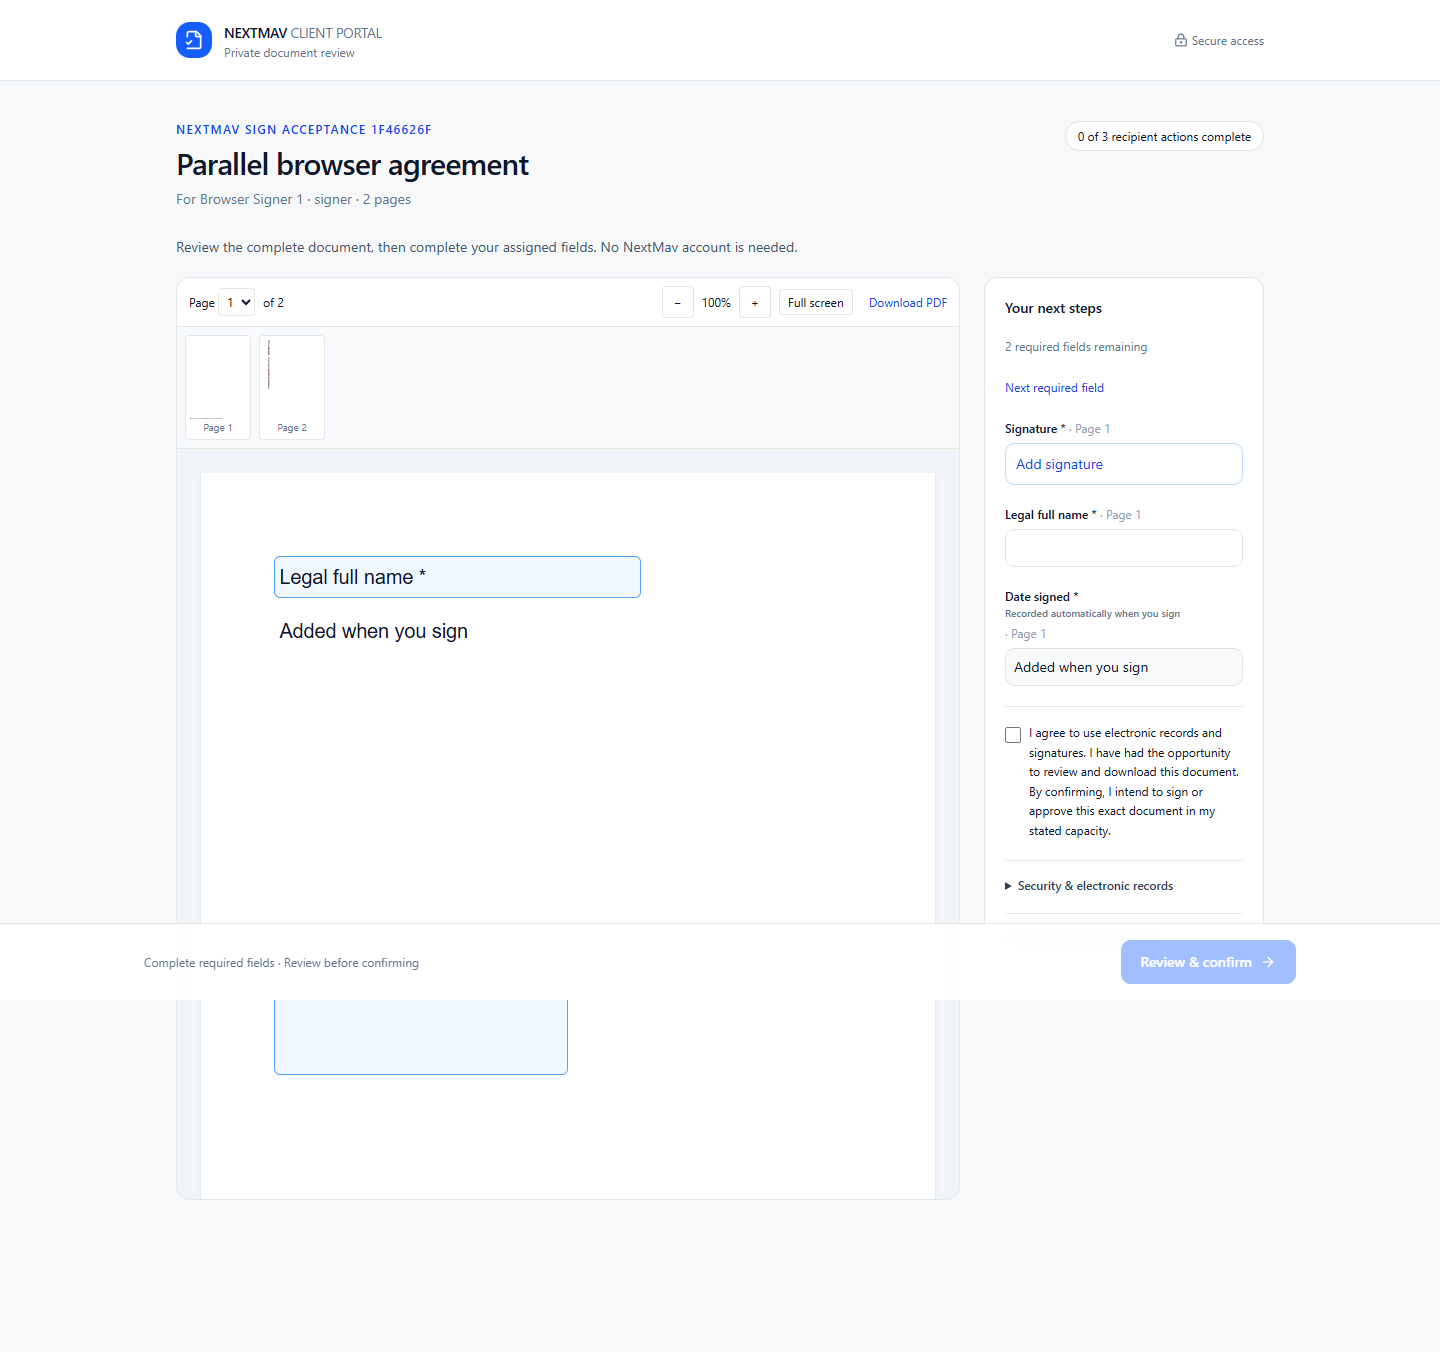 NEXTMAV CLIENT PORTAL
Private document review
Secure access
NEXTMAV SIGN ACCEPTANCE 1F46626F
0 of 3 recipient actions complete
Parallel browser agreement
For Browser Signer 1 · signer · 2 pages
Review the complete document, then complete your assigned fields. No NextMav account is needed.
Page 1 of 2
− 100% + Full screen Download PDF
Page 1
Page 2
Legal full name *
Added when you sign
Your next steps
2 required fields remaining
Next required field
Signature * · Page 1
Add signature
Legal full name * · Page 1
Date signed *
Recorded automatically when you sign
· Page 1
Added when you sign
I agree to use electronic records and
signatures. I have had the opportunity
to review and download this document.
By confirming, I intend to sign or
approve this exact document in my
stated capacity.
Security & electronic records
Complete required fields · Review before confirming
Review & confirm →